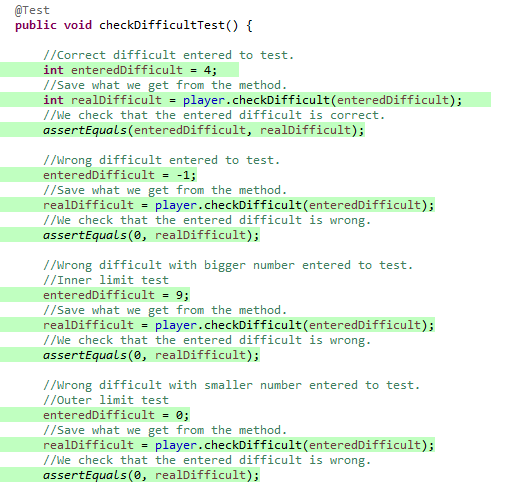 @Test
public void checkDifficultTest() {
//Correct difficult entered to test.
int enteredDifficult = 4;
//Save what we get from the method.
int realDifficult = player.checkDifficult(enteredDifficult);
//We check that the entered difficult is correct.
assertEquals(enteredDifficult, realDifficult);
//Wrong difficult entered to test.
enteredDifficult = -1;
//Save what we get from the method.
realDifficult = player.checkDifficult(enteredDifficult);
//We check that the entered difficult is wrong.
assertEquals(0, realDifficult);
//Wrong difficult with bigger number entered to test.
//Inner limit test
enteredDifficult = 9;
//Save what we get from the method.
realDifficult = player.checkDifficult(enteredDifficult);
//We check that the entered difficult is wrong.
assertEquals(0, realDifficult);
//Wrong difficult with smaller number entered to test.
//Outer limit test
enteredDifficult = 0;
//Save what we get from the method.
realDifficult = player.checkDifficult(enteredDifficult);
//We check that the entered difficult is wrong.
assertEquals(0, realDifficult);